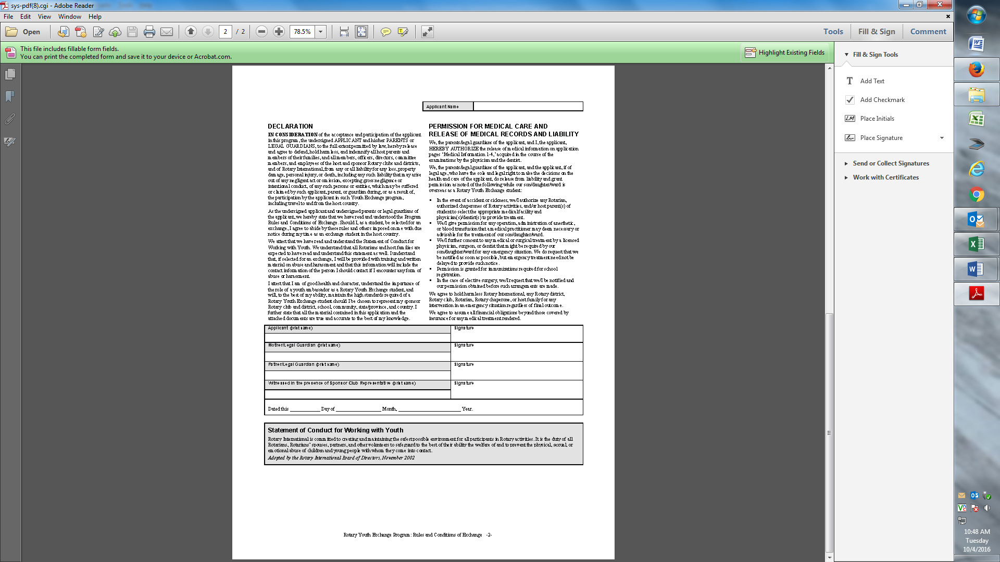 sys-pdf(8).cgi - Adobe Reader
File Edit View Window Help
Open 2 / 2 78.5% Tools Fill & Sign Comment
This file includes fillable form fields.
You can print the completed form and save it to your device or Acrobat.com.
Highlight Existing Fields
Fill & Sign Tools
Add Text
Add Checkmark
Place Initials
Place Signature
Send or Collect Signatures
Work with Certificates
Applicant Name
DECLARATION
IN CONSIDERATION of the acceptance and participation of the applicant
in this program, the undersigned APPLICANT and his/her PARENTS or
LEGAL GUARDIANS, to the full extent permitted by law, hereby release
and agree to defend, hold harmless, and indemnify all host parents and
members of their families, and all members, officers, directors, committee
members, and employees of the host and sponsor Rotary clubs and districts,
and of Rotary International, from any or all liability for any loss, property
damage, personal injury, or death, including any such liability that may arise
out of any negligent act or omission, excepting gross negligence or
intentional conduct, of any such persons or entities, which may be suffered
or claimed by such applicant, parent, or guardian during, or as a result of,
the participation by the applicant in such Youth Exchange program,
including travel to and from the host country.
As the undersigned applicant and undersigned parents or legal guardians of
the applicant, we hereby state that we have read and understood the Program
Rules and Conditions of Exchange. Should I, as a student, be selected for an
exchange, I agree to abide by these rules and others imposed on me with due
notice during my time as an exchange student in the host country.
We attest that we have read and understand the Statement of Conduct for
Working with Youth. We understand that all Rotarians and host families are
expected to have read and understand this statement as well. I understand
that, if selected for an exchange, I will be provided with training and written
material on abuse and harassment and that this information will include the
contact information of the person I should contact if I encounter any form of
abuse or harassment.
I attest that I am of good health and character, understand the importance of
the role of a youth ambassador as a Rotary Youth Exchange student, and
will, to the best of my ability, maintain the high standards required of a
Rotary Youth Exchange student should I be chosen to represent my sponsor
Rotary club and district, school, community, state/province, and country. I
further state that all the material contained in this application and the
attached documents are true and accurate to the best of my knowledge.
PERMISSION FOR MEDICAL CARE AND
RELEASE OF MEDICAL RECORDS AND LIABILITY
We, the parents/legal guardians of the applicant, and I, the applicant,
HEREBY AUTHORIZE the release of medical information on application
pages 'Medical Information 1-4,' acquired in the course of the
examinations by the physician and the dentist.
We, the parents/legal guardians of the applicant, and the applicant, if of
legal age, who have the sole and legal right to make the decisions on the
health and care of the applicant, do release from liability and grant
permission as noted of the following while our son/daughter/ward is
overseas as a Rotary Youth Exchange student:
• In the event of accident or sickness, we/I authorize any Rotarian,
authorized chaperones of Rotary activities, and/or host parent(s) of
student to select the appropriate medical facility and
physician(s)/dentist(s) to provide treatment.
• We/I give permission for any operation, administration of anesthetic,
or blood transfusion that a medical practitioner may deem necessary or
advisable for the treatment of our son/daughter/ward.
• We/I further consent to any medical or surgical treatment by a licensed
physician, surgeon, or dentist that might be required by our
son/daughter/ward for any emergency situation. We do request that we
be notified as soon as possible, but emergency treatment need not be
delayed to provide such notice.
• Permission is granted for immunizations required for school
registration.
• In the case of elective surgery, we/I request that we/I be notified and
our permission obtained before such arrangements are made.
We agree to hold harmless Rotary International, any Rotary district,
Rotary club, Rotarian, Rotary chaperone, or host family for any
intervention in an emergency situation regardless of final outcome.
We agree to assume all financial obligations beyond those covered by
insurance for any medical treatment rendered.
Applicant (print name) Signature
Mother/Legal Guardian (print name) Signature
Father/Legal Guardian (print name) Signature
Witnessed in the presence of Sponsor Club Representative (print name) Signature
Dated this ____________ Day of __________________ Month, _________________________ Year.
Statement of Conduct for Working with Youth
Rotary International is committed to creating and maintaining the safest possible environment for all participants in Rotary activities. It is the duty of all
Rotarians, Rotarians' spouses, partners, and other volunteers to safeguard to the best of their ability the welfare of and to prevent the physical, sexual, or
emotional abuse of children and young people with whom they come into contact.
Adopted by the Rotary International Board of Directors, November 2002
Rotary Youth Exchange Program: Rules and Conditions of Exchange -2-
10:48 AM
Tuesday
10/4/2016